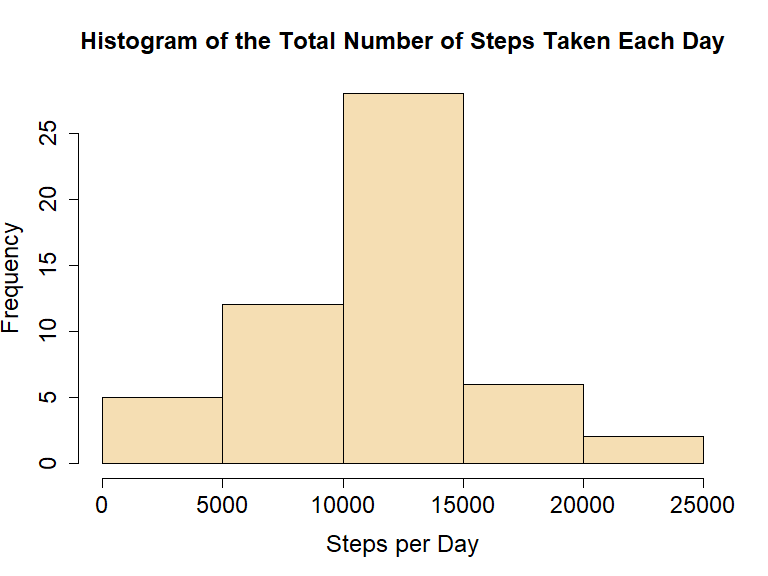 Histogram of the Total Number of Steps Taken Each Day
Frequency
25
20
15
10
5
0
0 5000 10000 15000 20000 25000
Steps per Day